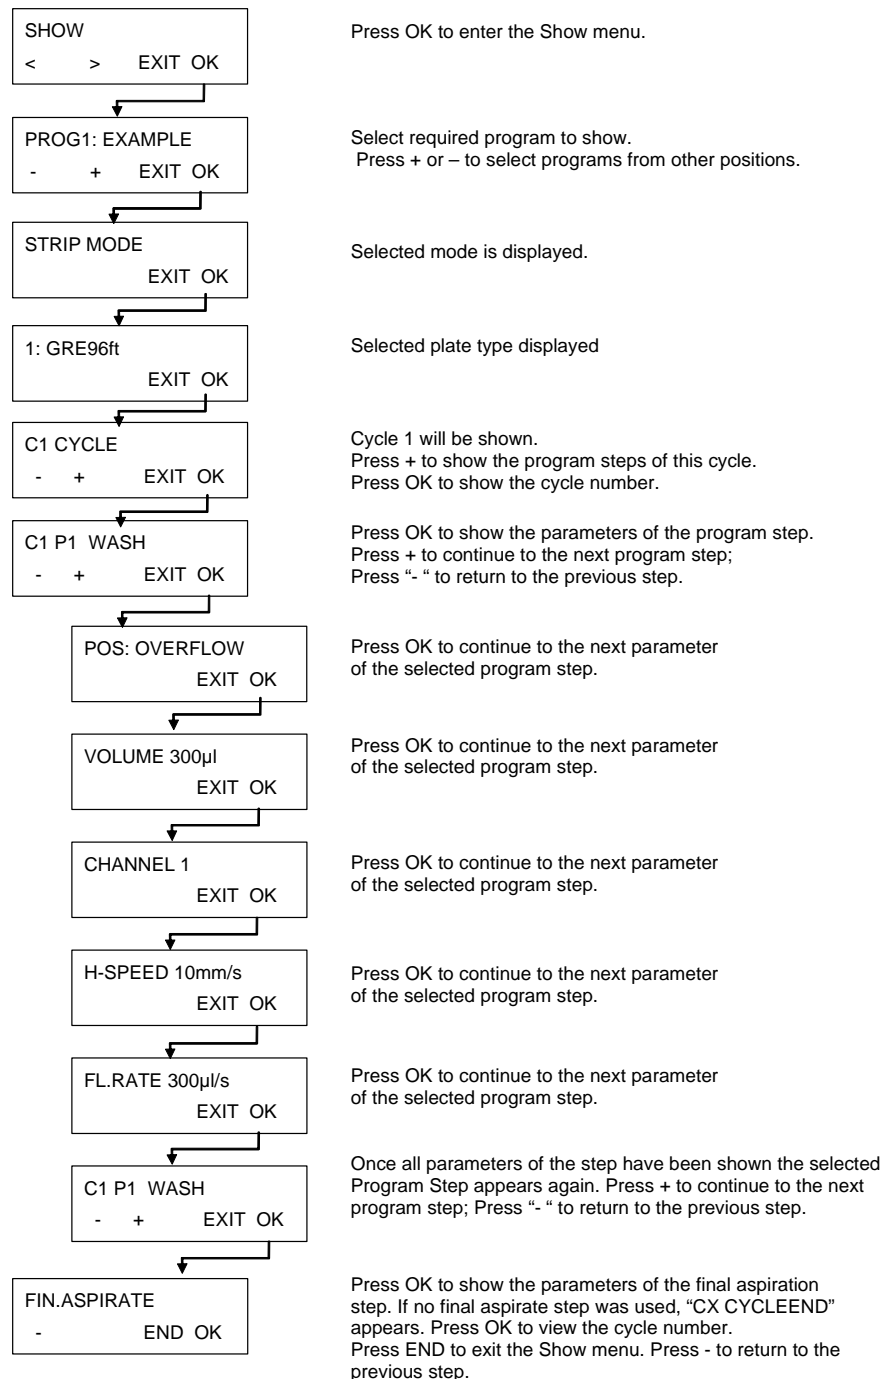 SHOW
< > EXIT OK
Press OK to enter the Show menu.
PROG1: EXAMPLE
- + EXIT OK
Select required program to show.
Press + or – to select programs from other positions.
STRIP MODE
EXIT OK
Selected mode is displayed.
1: GRE96ft
EXIT OK
Selected plate type displayed
C1 CYCLE
- + EXIT OK
Cycle 1 will be shown.
Press + to show the program steps of this cycle.
Press OK to show the cycle number.
C1 P1 WASH
- + EXIT OK
Press OK to show the parameters of the program step.
Press + to continue to the next program step;
Press “- “ to return to the previous step.
POS: OVERFLOW
EXIT OK
Press OK to continue to the next parameter
of the selected program step.
VOLUME 300µl
EXIT OK
Press OK to continue to the next parameter
of the selected program step.
CHANNEL 1
EXIT OK
Press OK to continue to the next parameter
of the selected program step.
H-SPEED 10mm/s
EXIT OK
Press OK to continue to the next parameter
of the selected program step.
FL.RATE 300µl/s
EXIT OK
Press OK to continue to the next parameter
of the selected program step.
C1 P1 WASH
- + EXIT OK
Once all parameters of the step have been shown the selected
Program Step appears again. Press + to continue to the next
program step; Press “- “ to return to the previous step.
FIN.ASPIRATE
- END OK
Press OK to show the parameters of the final aspiration
step. If no final aspirate step was used, “CX CYCLEEND”
appears. Press OK to view the cycle number.
Press END to exit the Show menu. Press - to return to the
previous step.